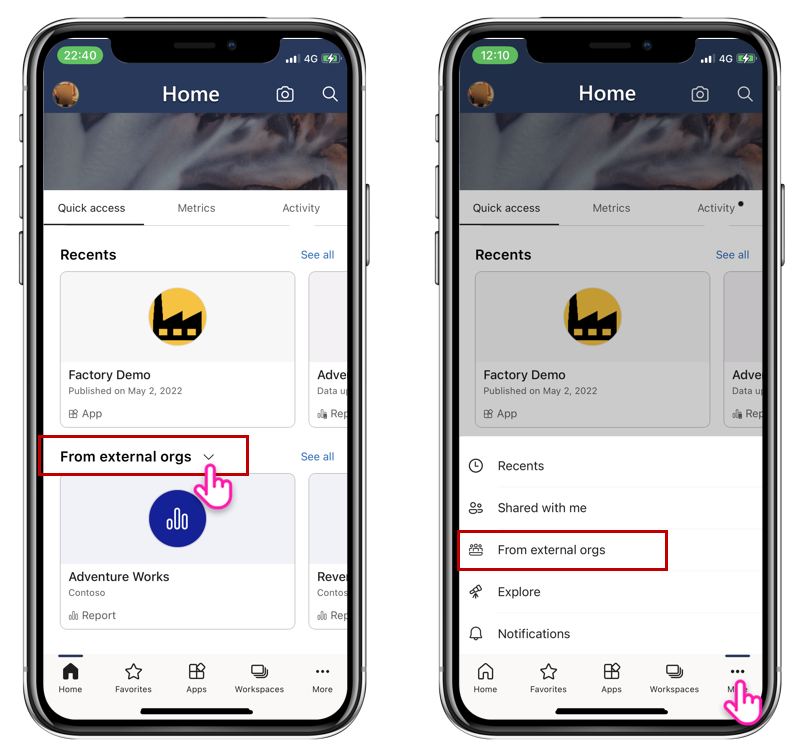 22:40
4G
Home
Quick access
Metrics
Activity
Recents
See all
Factory Demo
Published on May 2, 2022
App
Adve
Data up
Rep
From external orgs
See all
Adventure Works
Contoso
Report
Reve
Contos
Rep
Home
Favorites
Apps
Workspaces
More
12:10
4G
Home
Quick access
Metrics
Activity
Recents
See all
Factory Demo
Published on May 2, 2022
App
Adve
Data u
Rep
Recents
Shared with me
From external orgs
Explore
Notifications
Home
Favorites
Apps
Workspaces